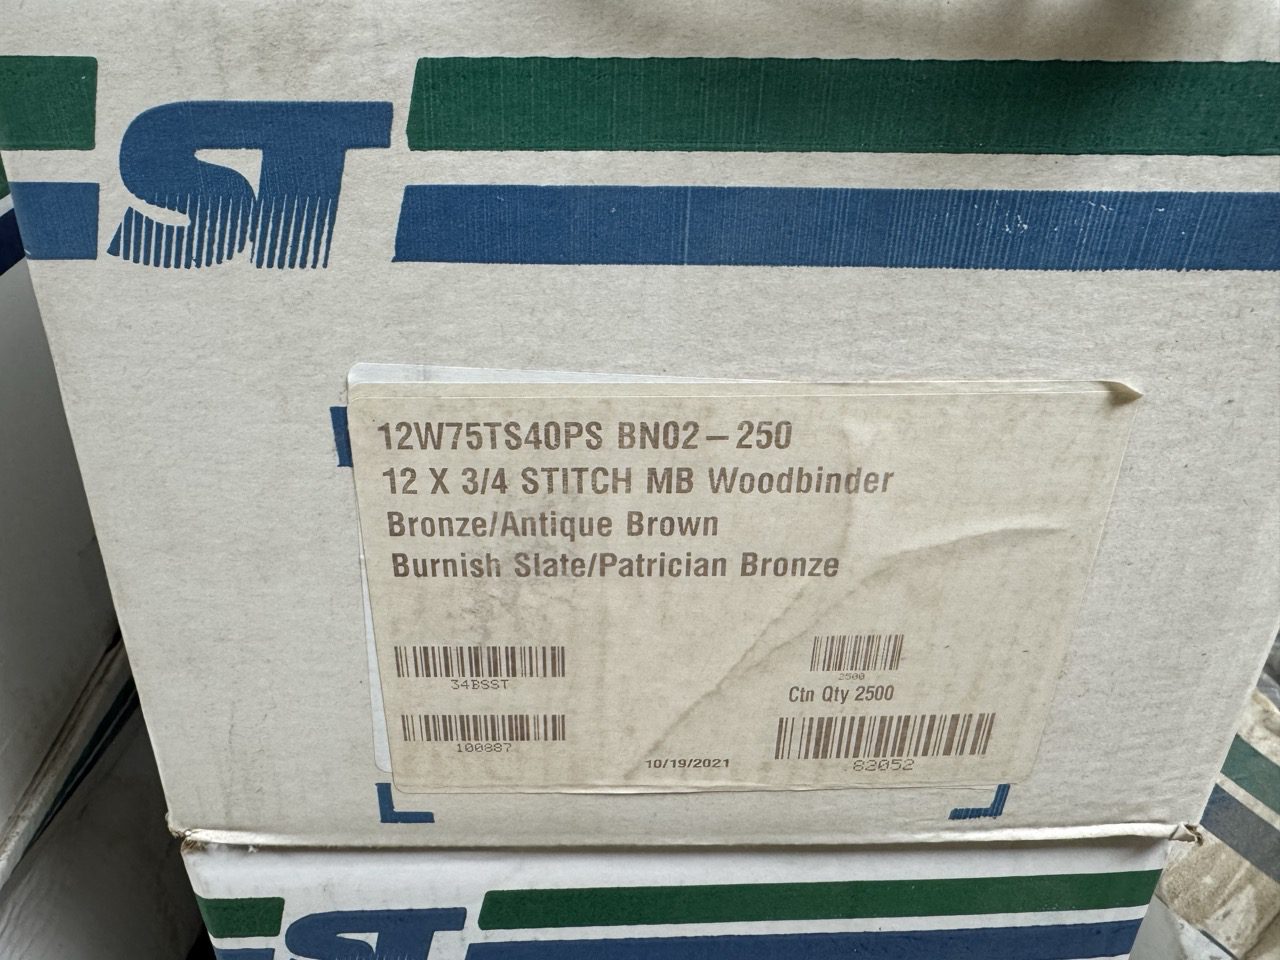 ST
12W75TS40PS BN02-250
12 X 3/4 STITCH MB Woodbinder
Bronze/Antique Brown
Burnish Slate/Patrician Bronze
34BSST
2500
Ctn Qty 2500
100887
10/19/2021
82052
ST